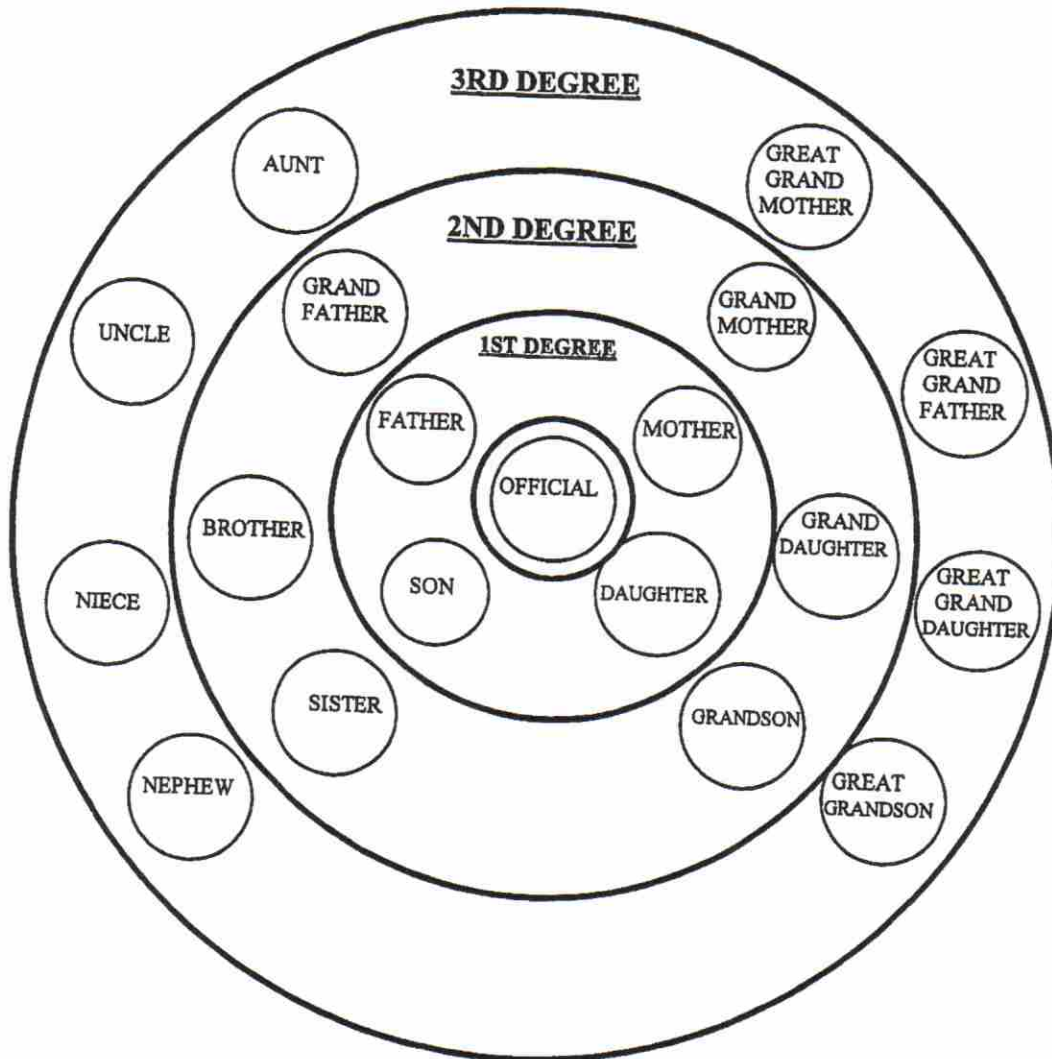 3RD DEGREE
AUNT
GREAT
GRAND
MOTHER
2ND DEGREE
GRAND
FATHER
GRAND
MOTHER
UNCLE
1ST DEGREE
GREAT
GRAND
FATHER
FATHER
MOTHER
OFFICIAL
BROTHER
GRAND
DAUGHTER
SON
DAUGHTER
NIECE
GREAT
GRAND
DAUGHTER
SISTER
GRANDSON
NEPHEW
GREAT
GRANDSON